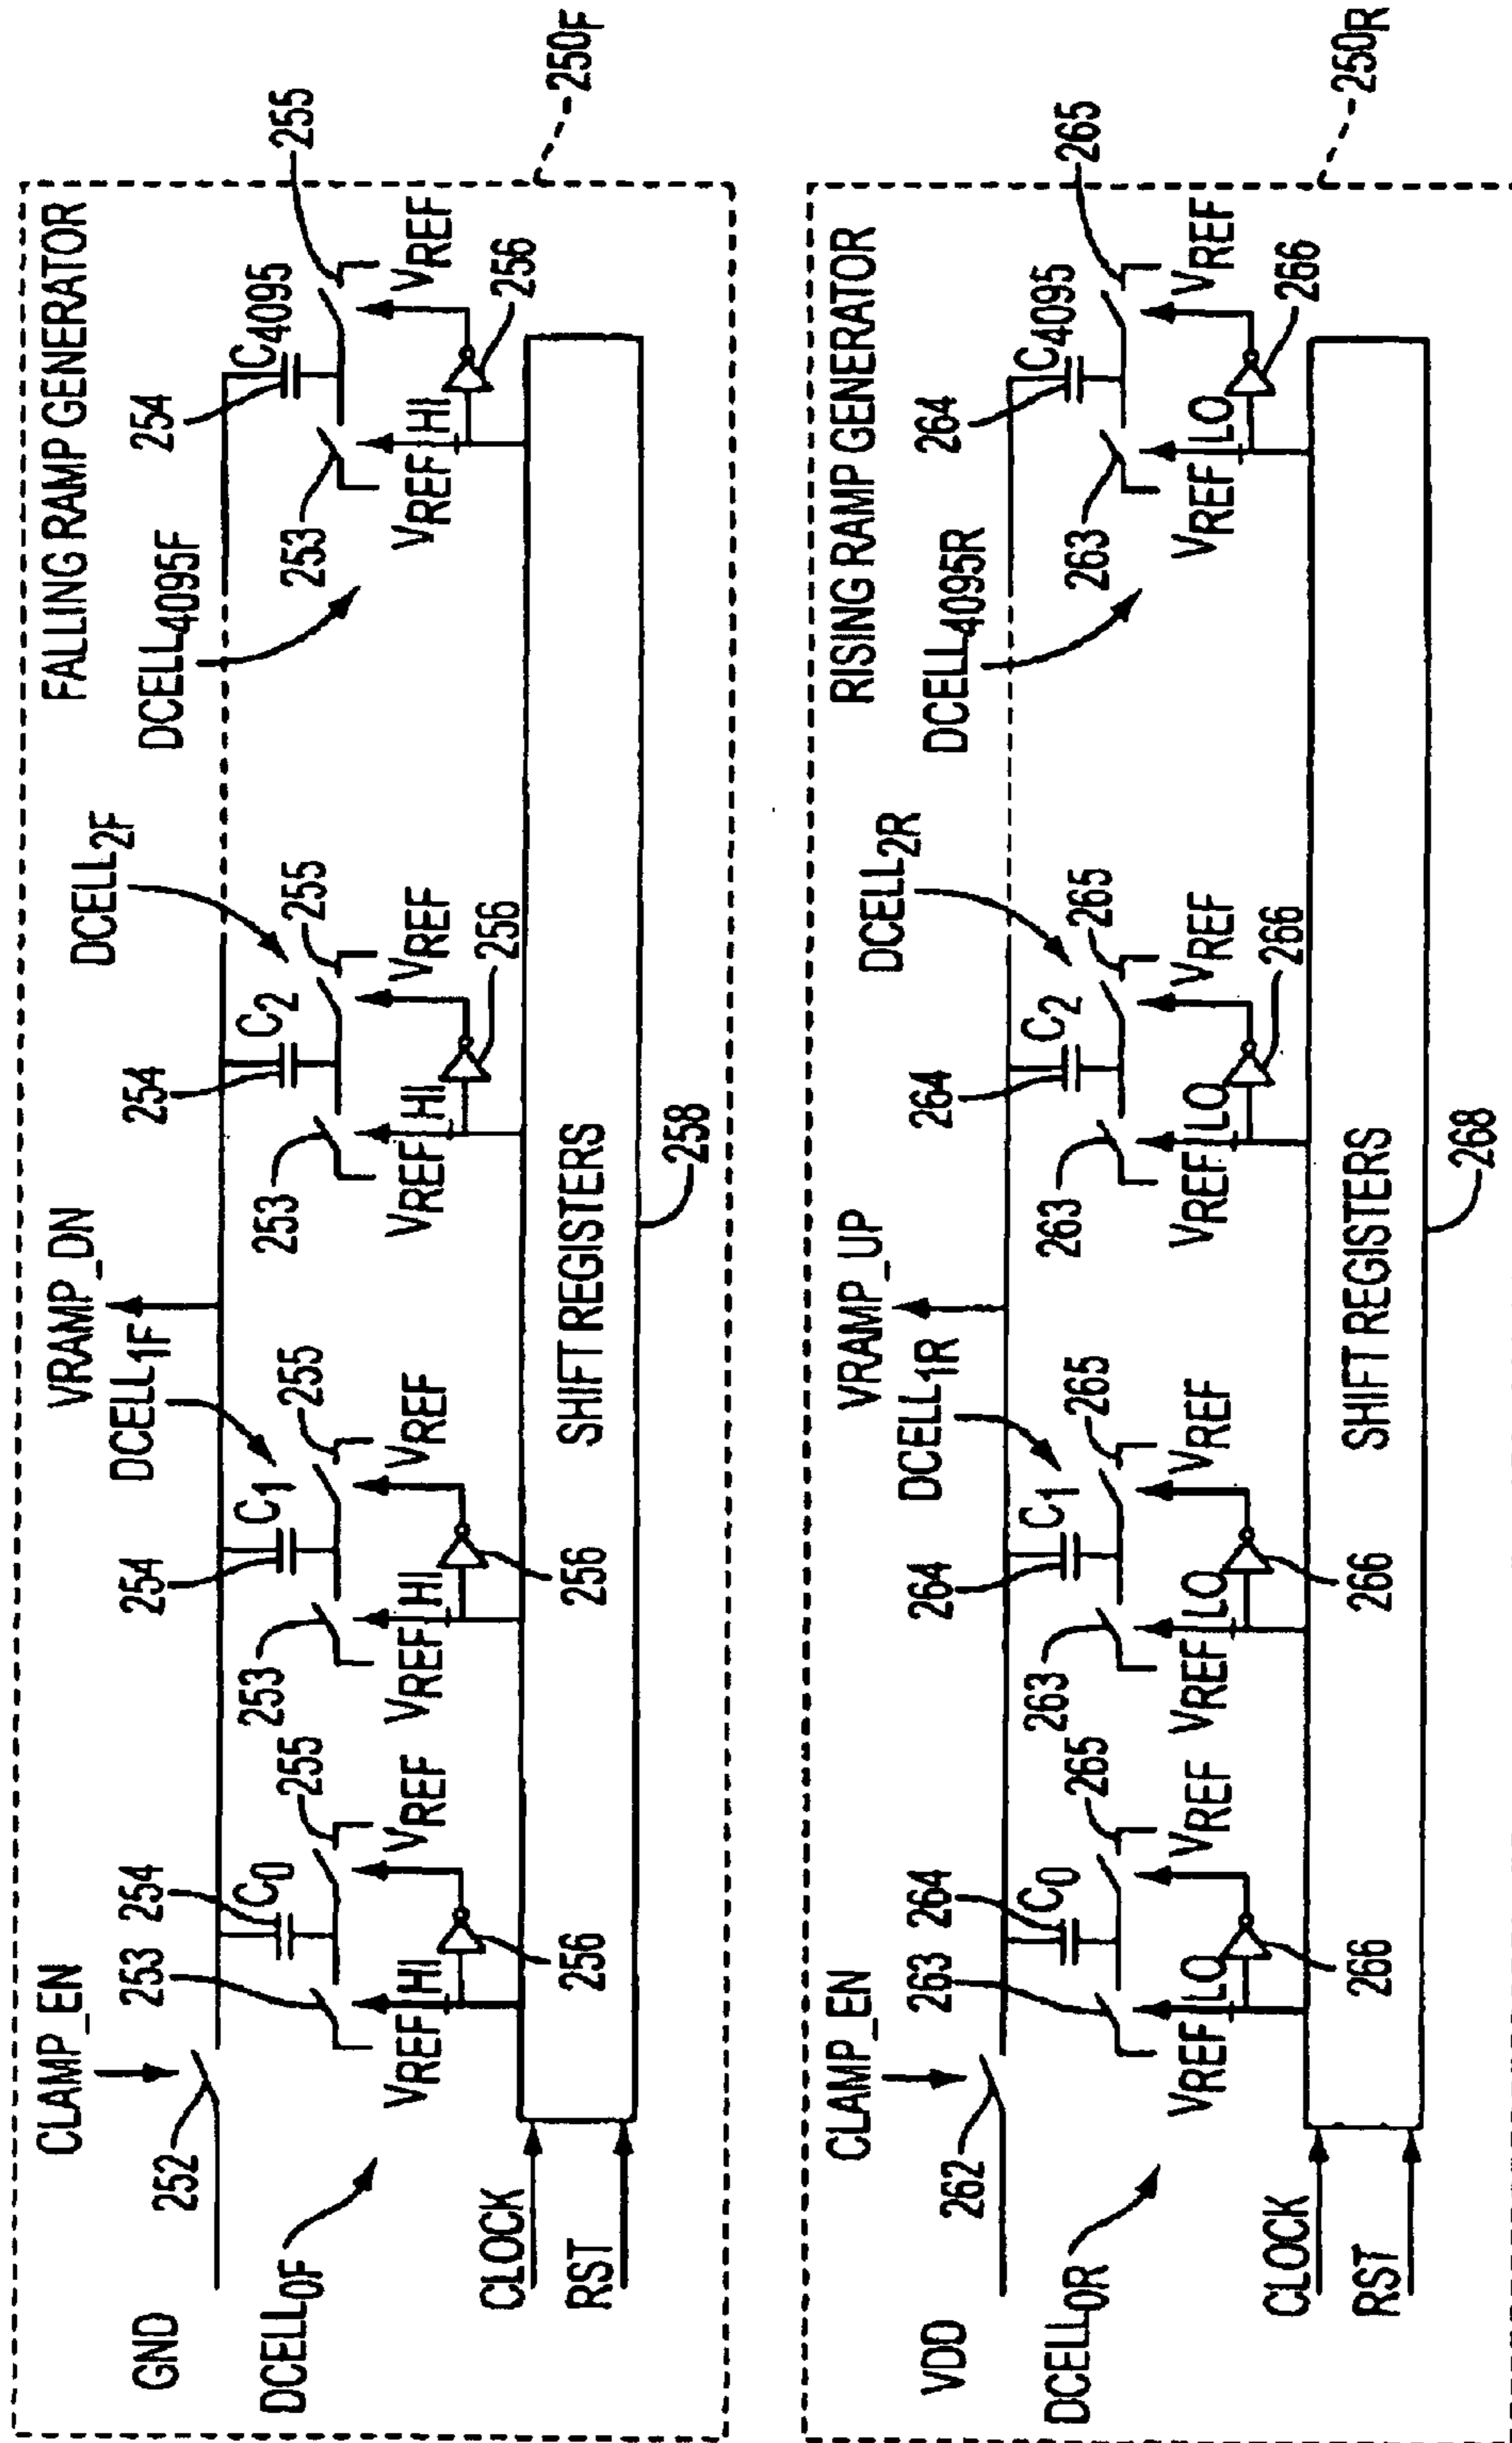 FALLING RAMP GENERATOR
250F
CLAMP_EN
VRAMP_DN
GND
252
DCELL0F
DCELL1F
DCELL2F
DCELL4095F
253
254
C0
255
253
254
C1
255
253
254
C2
255
253
254
C4095
255
VREF|HI
VREF
VREF|HI
VREF
VREF|HI
VREF
VREF|HI
VREF
256
256
256
256
CLOCK
RST
SHIFT REGISTERS
258
RISING RAMP GENERATOR
250R
CLAMP_EN
VRAMP_UP
VDD
262
DCELL0R
DCELL1R
DCELL2R
DCELL4095R
263
264
C0
265
263
264
C1
265
263
264
C2
265
263
264
C4095
265
VREF|LO
VREF
VREF|LO
VREF
VREF|LO
VREF
VREF|LO
VREF
266
266
266
266
CLOCK
RST
SHIFT REGISTERS
268